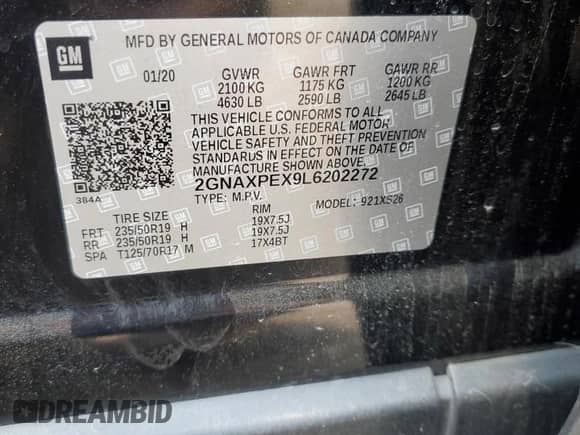 GM
MFD BY GENERAL MOTORS OF CANADA COMPANY
01/20 GVWR GAWR FRT GAWR RR
2100 KG 1175 KG 1200 KG
4630 LB 2590 LB 2645 LB
THIS VEHICLE CONFORMS TO ALL
APPLICABLE U.S. FEDERAL MOTOR
VEHICLE SAFETY AND THEFT PREVENTION
STANDARDS IN EFFECT ON THE DATE OF
MANUFACTURE SHOWN ABOVE.
384A 2GNAXPEX9L6202272
TYPE: M.P.V. MODEL: 921XS26
TIRE SIZE RIM
FRT 235/50R19 H 19X7.5J
RR 235/50R19 H 19X7.5J
SPA T125/70R17 M 17X4BT
DREAMBID